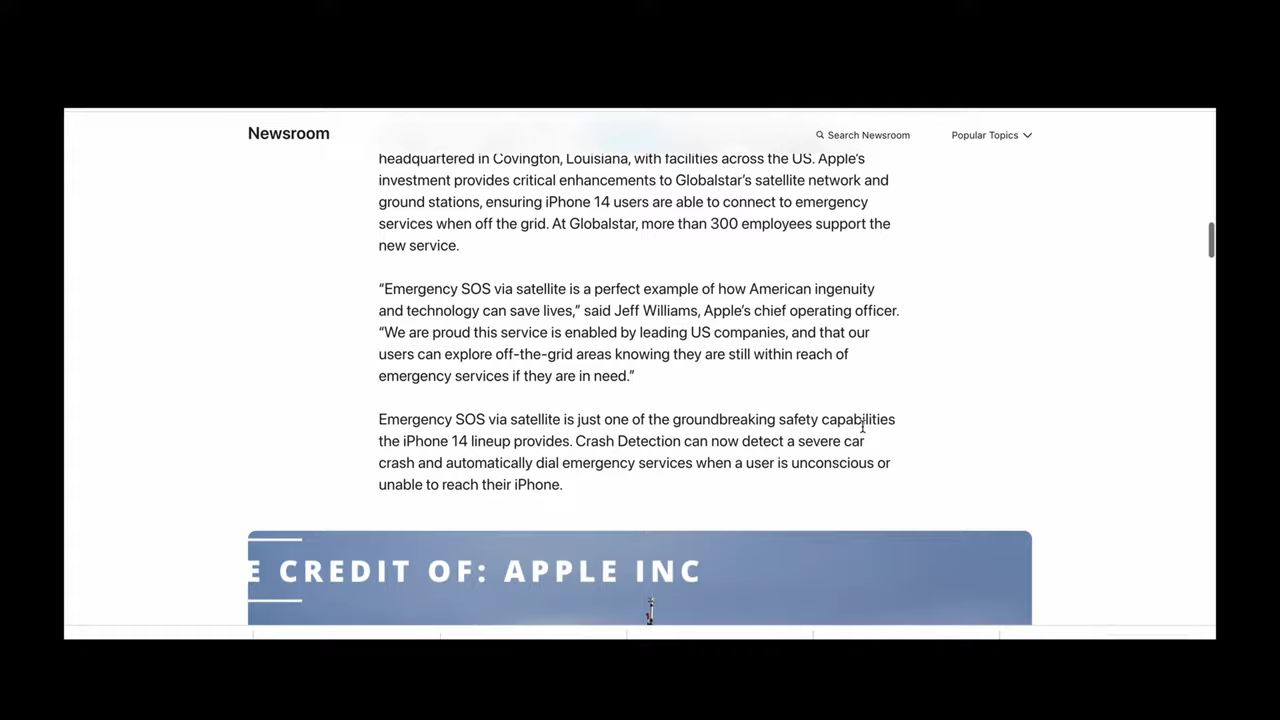 Newsroom
Search Newsroom
Popular Topics
headquartered in Covington, Louisiana, with facilities across the US. Apple’s
investment provides critical enhancements to Globalstar’s satellite network and
ground stations, ensuring iPhone 14 users are able to connect to emergency
services when off the grid. At Globalstar, more than 300 employees support the
new service.
“Emergency SOS via satellite is a perfect example of how American ingenuity
and technology can save lives,” said Jeff Williams, Apple’s chief operating officer.
“We are proud this service is enabled by leading US companies, and that our
users can explore off-the-grid areas knowing they are still within reach of
emergency services if they are in need.”
Emergency SOS via satellite is just one of the groundbreaking safety capabilities
the iPhone 14 lineup provides. Crash Detection can now detect a severe car
crash and automatically dial emergency services when a user is unconscious or
unable to reach their iPhone.
E CREDIT OF: APPLE INC